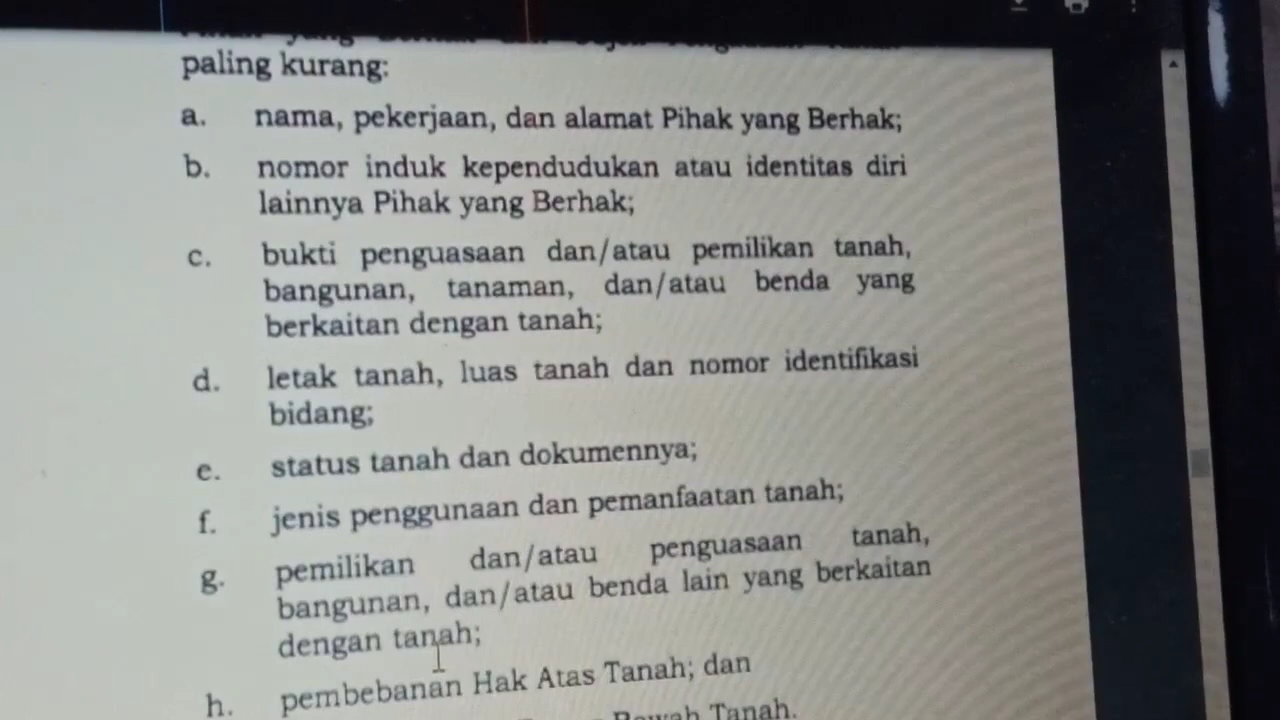 paling kurang:
a. nama, pekerjaan, dan alamat Pihak yang Berhak;
b. nomor induk kependudukan atau identitas diri
lainnya Pihak yang Berhak;
c. bukti penguasaan dan/atau pemilikan tanah,
bangunan, tanaman, dan/atau benda yang
berkaitan dengan tanah;
d. letak tanah, luas tanah dan nomor identifikasi
bidang;
e. status tanah dan dokumennya;
f. jenis penggunaan dan pemanfaatan tanah;
g. pemilikan dan/atau penguasaan tanah,
bangunan, dan/atau benda lain yang berkaitan
dengan tanah;
h. pembebanan Hak Atas Tanah; dan
Bawah Tanah.